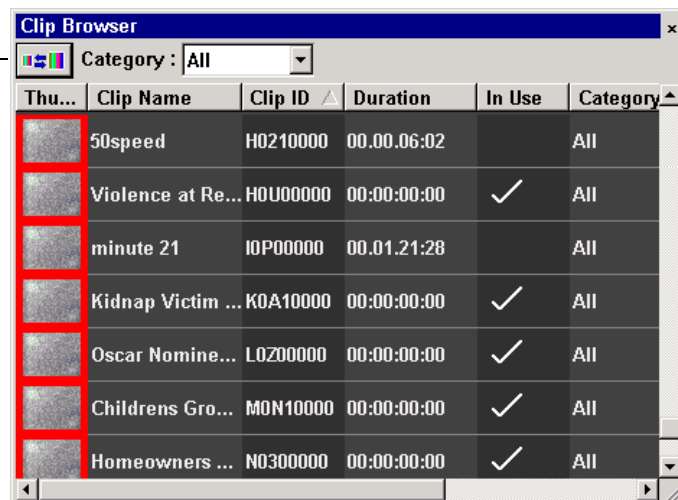 Clip Browser
Category : All
Thu... Clip Name Clip ID Duration In Use Category
50speed H0210000 00.00.06:02 All
Violence at Re... H0U00000 00:00:00:00 All
minute 21 I0P00000 00.01.21:28 All
Kidnap Victim ... K0A10000 00:00:00:00 All
Oscar Nomine... L0Z00000 00:00:00:00 All
Childrens Gro... M0N10000 00:00:00:00 All
Homeowners ... N0300000 00:00:00:00 All